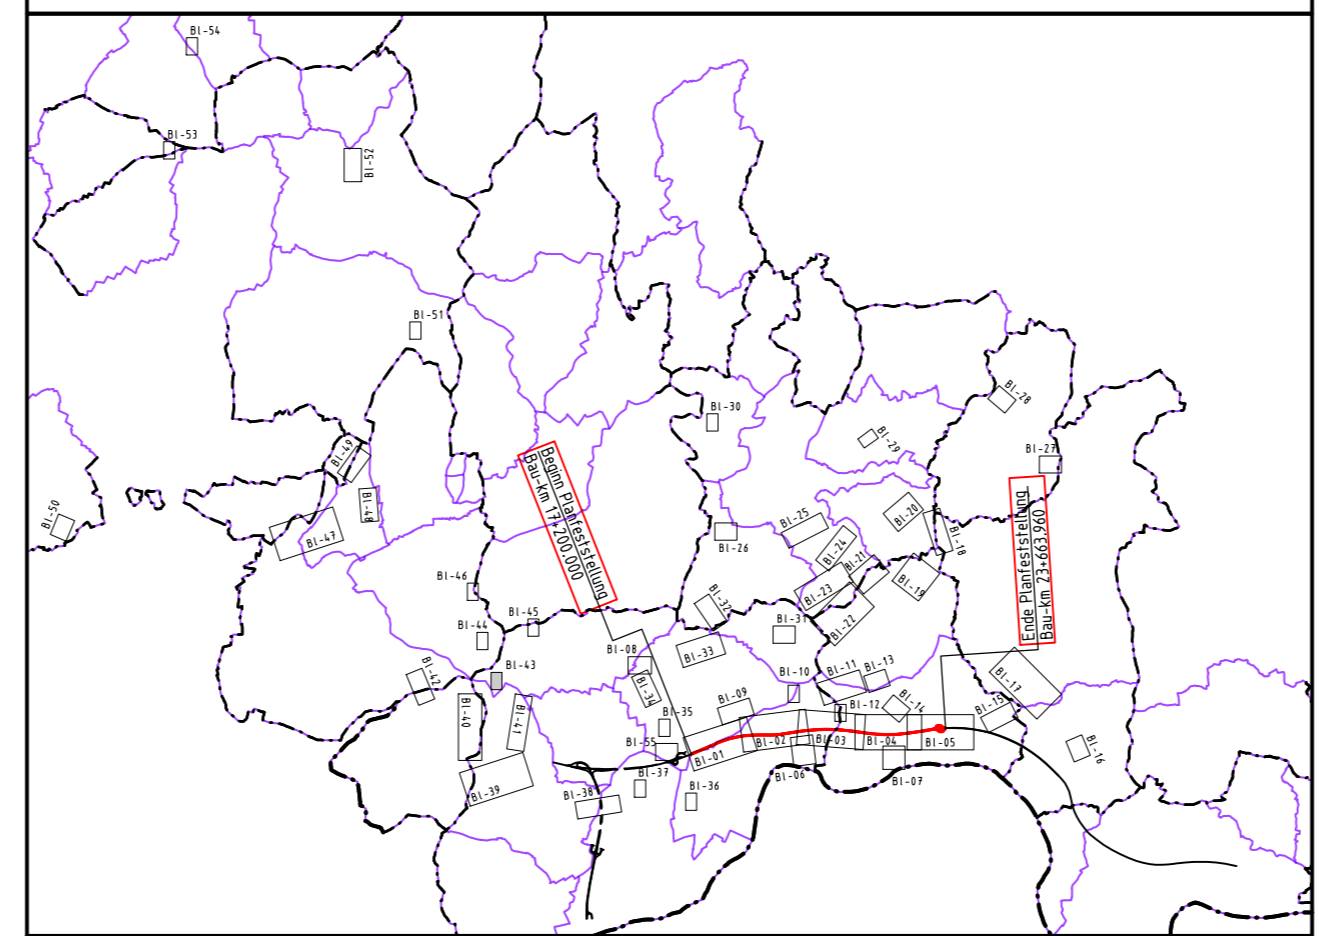 Bl-54
Bl-53
Bl-52
Bl-51
Bl-28
Bl-30
Bl-29
Bl-49
Bl-27
Beginn Planfeststellung
Bau-km 17+200.000
Bl-48
Bl-50
Bl-47
Bl-25
Bl-20
Bl-18
Bl-26
Bl-24
Bl-21
Ende Planfeststellung
Bau-km 23+663.960
Bl-46
Bl-19
Bl-23
Bl-32
Bl-45
Bl-31
Bl-22
Bl-44
Bl-08
Bl-33
Bl-43
Bl-42
Bl-34
Bl-10
Bl-11
Bl-13
Bl-17
Bl-09
Bl-12
Bl-14
Bl-15
Bl-40
Bl-41
Bl-35
Bl-55
Bl-01
Bl-02
Bl-03
Bl-04
Bl-05
Bl-16
Bl-06
Bl-07
Bl-37
Bl-36
Bl-39
Bl-38